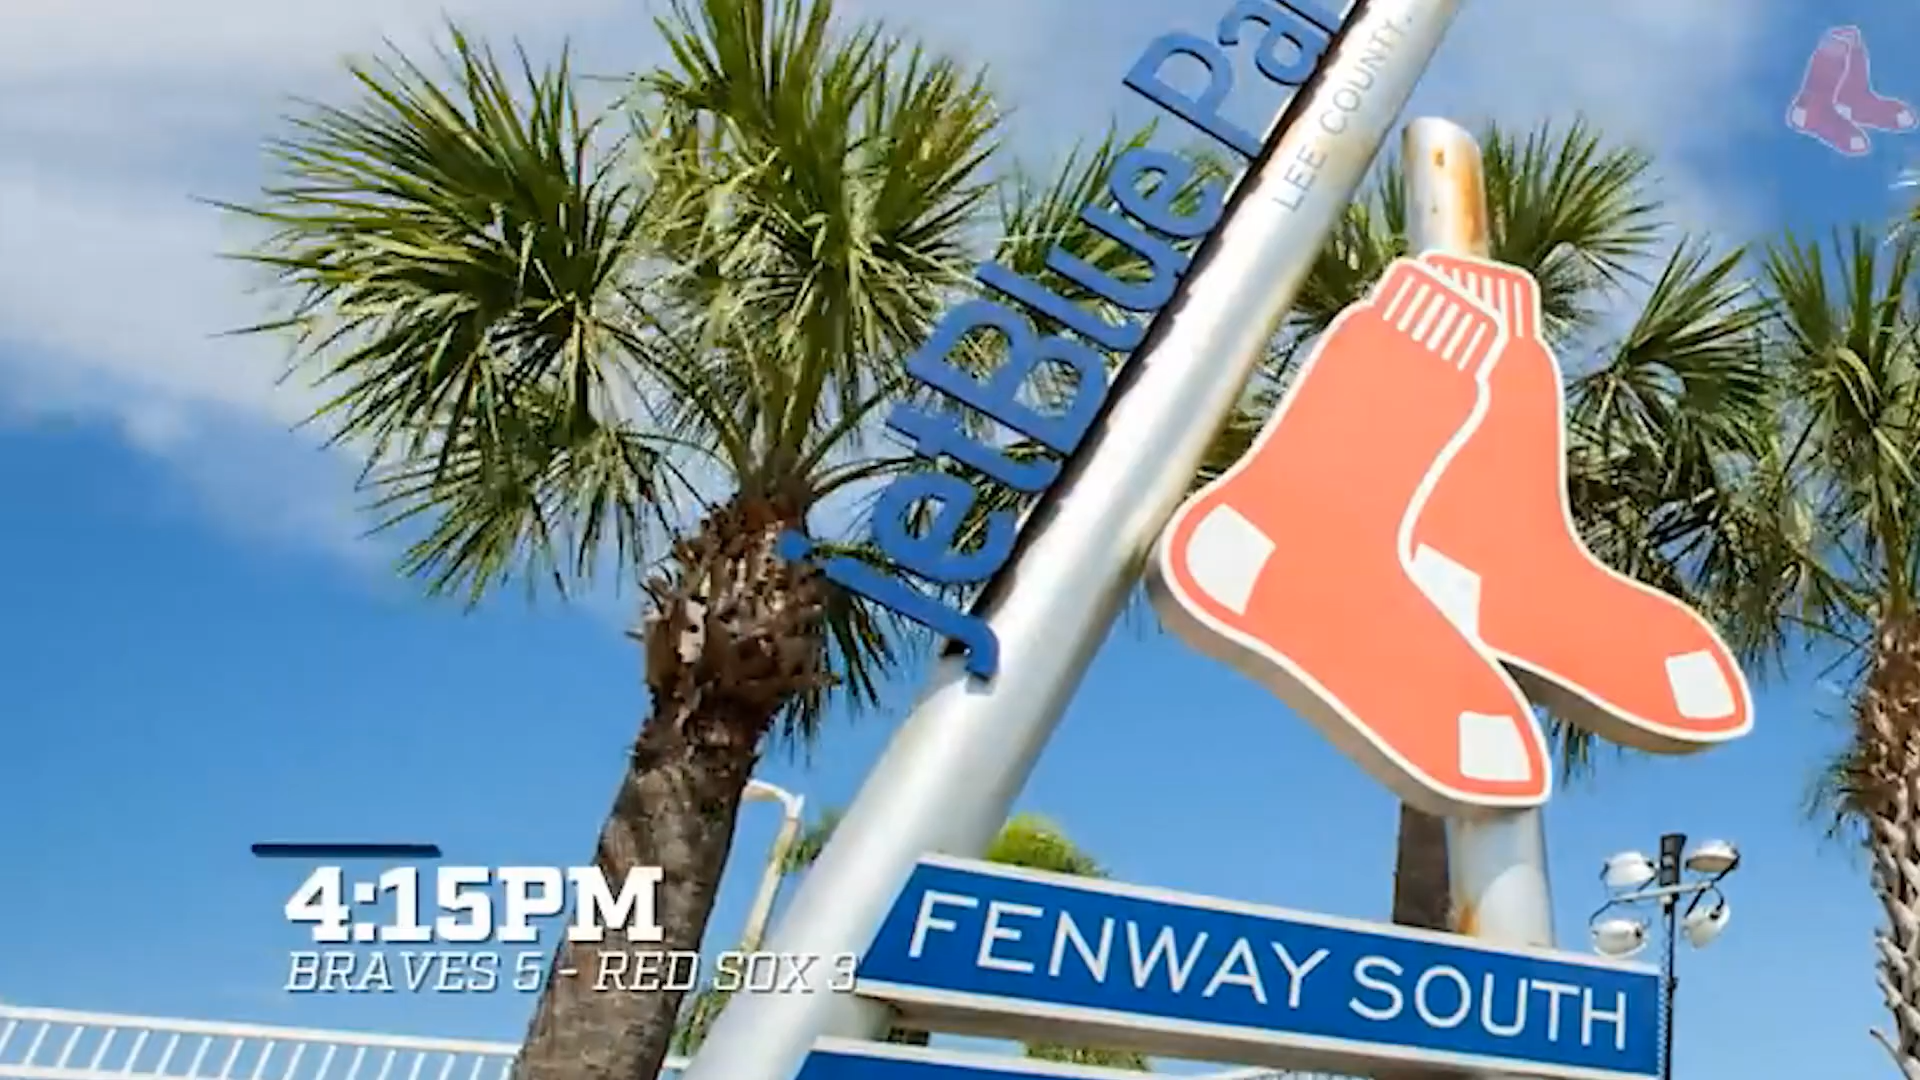 JetBlue Pa
LEE COUNTY.
4:15PM
BRAVES 5 - RED SOX 3
FENWAY SOUTH